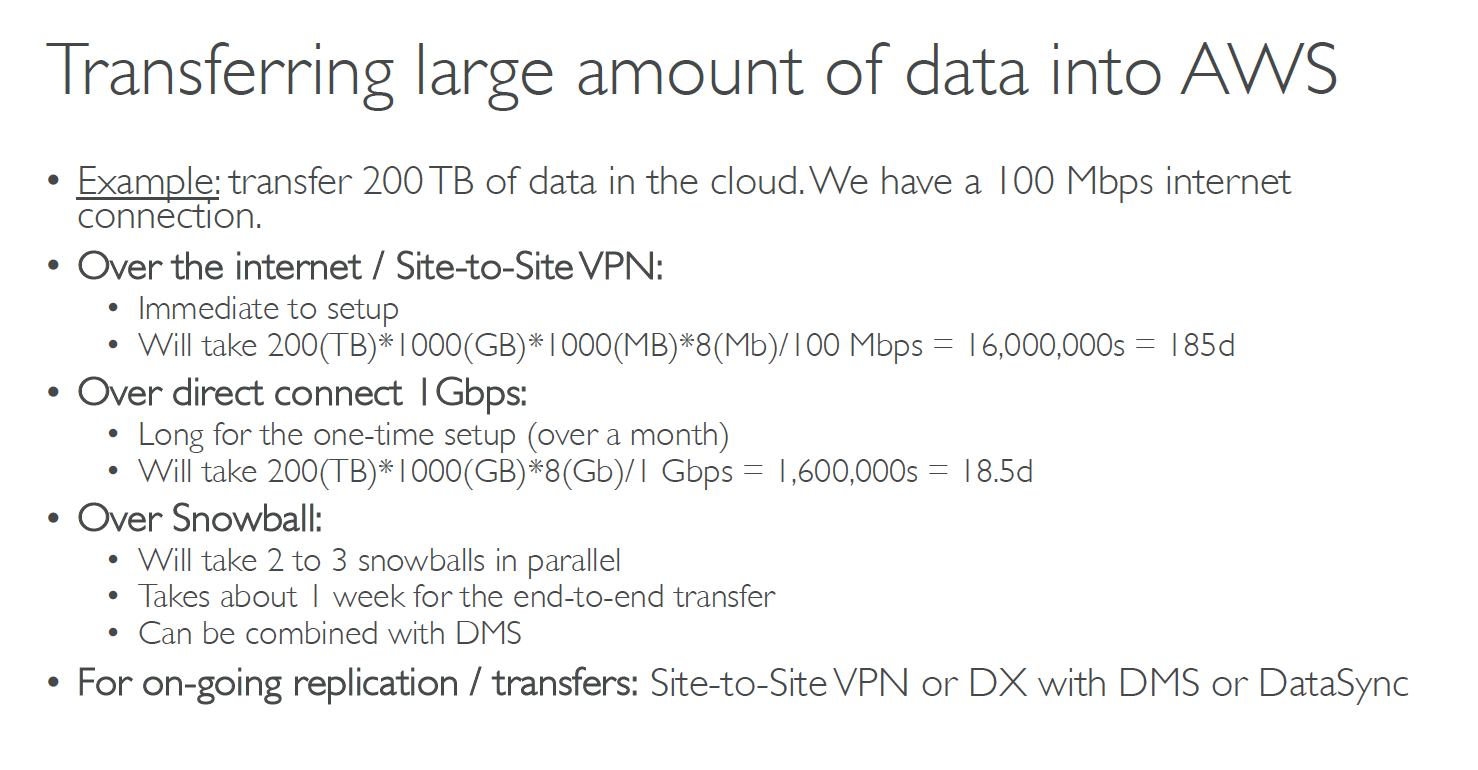 Transferring large amount of data into AWS
• Example: transfer 200 TB of data in the cloud. We have a 100 Mbps internet
connection.
• Over the internet / Site-to-Site VPN:
• Immediate to setup
• Will take 200(TB)*1000(GB)*1000(MB)*8(Mb)/100 Mbps = 16,000,000s = 185d
• Over direct connect 1Gbps:
• Long for the one-time setup (over a month)
• Will take 200(TB)*1000(GB)*8(Gb)/1 Gbps = 1,600,000s = 18.5d
• Over Snowball:
• Will take 2 to 3 snowballs in parallel
• Takes about 1 week for the end-to-end transfer
• Can be combined with DMS
• For on-going replication / transfers: Site-to-Site VPN or DX with DMS or DataSync